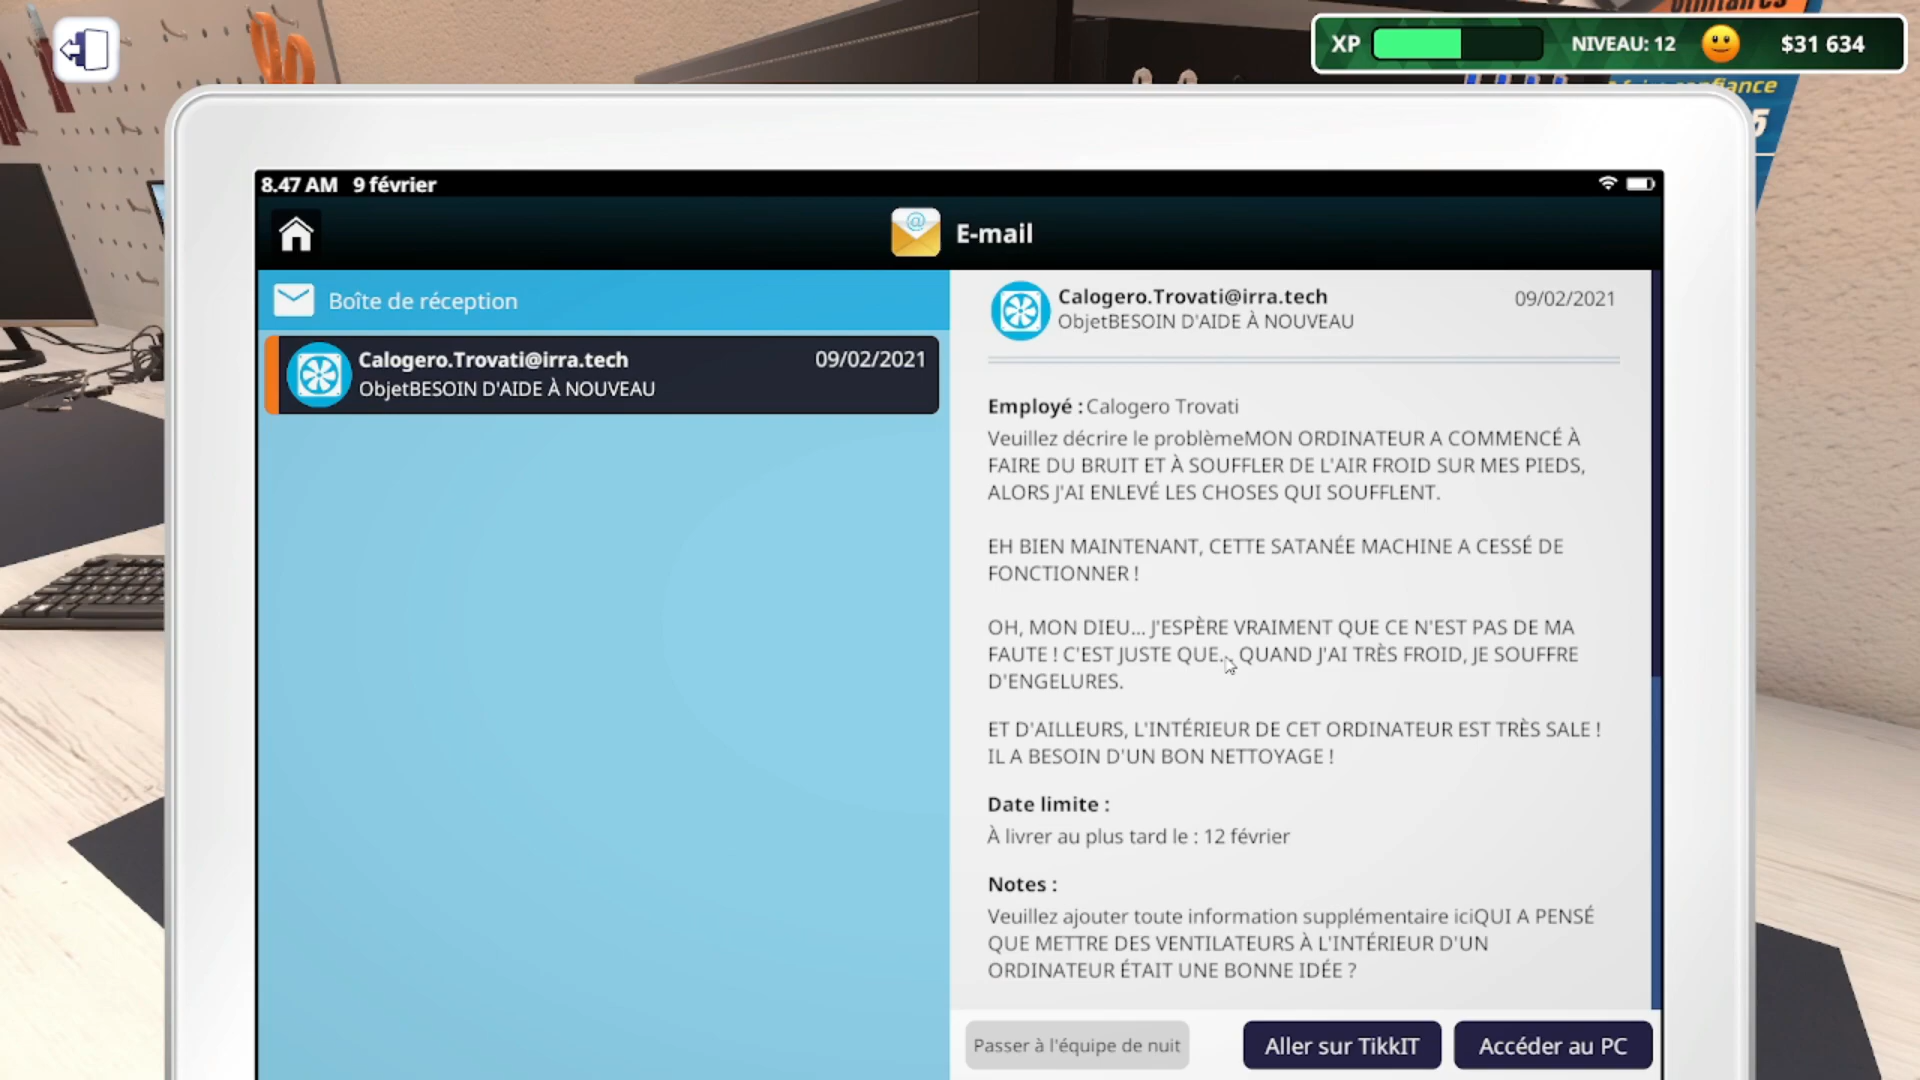 utilitaires
XP
NIVEAU: 12
$31 634
confiance
5
8.47 AM 9 février
E-mail
Boîte de réception
Calogero.Trovati@irra.tech
09/02/2021
ObjetBESOIN D'AIDE À NOUVEAU
Calogero.Trovati@irra.tech
09/02/2021
ObjetBESOIN D'AIDE À NOUVEAU
Employé : Calogero Trovati
Veuillez décrire le problèmeMON ORDINATEUR A COMMENCÉ À
FAIRE DU BRUIT ET À SOUFFLER DE L'AIR FROID SUR MES PIEDS,
ALORS J'AI ENLEVÉ LES CHOSES QUI SOUFFLENT.
EH BIEN MAINTENANT, CETTE SATANÉE MACHINE A CESSÉ DE
FONCTIONNER !
OH, MON DIEU... J'ESPÈRE VRAIMENT QUE CE N'EST PAS DE MA
FAUTE ! C'EST JUSTE QUE... QUAND J'AI TRÈS FROID, JE SOUFFRE
D'ENGELURES.
ET D'AILLEURS, L'INTÉRIEUR DE CET ORDINATEUR EST TRÈS SALE !
IL A BESOIN D'UN BON NETTOYAGE !
Date limite :
À livrer au plus tard le : 12 février
Notes :
Veuillez ajouter toute information supplémentaire iciQUI A PENSÉ
QUE METTRE DES VENTILATEURS À L'INTÉRIEUR D'UN
ORDINATEUR ÉTAIT UNE BONNE IDÉE ?
Passer à l'équipe de nuit
Aller sur TikkIT
Accéder au PC